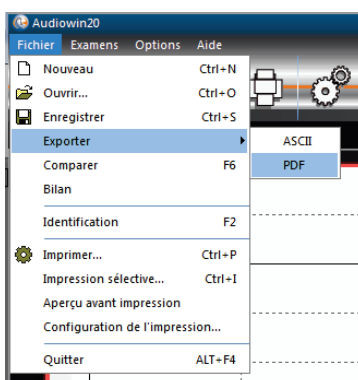 Audiowin20
Fichier Examens Options Aide
Nouveau Ctrl+N
Ouvrir... Ctrl+O
Enregistrer Ctrl+S
Exporter ASCII
Comparer F6 PDF
Bilan
Identification F2
Imprimer... Ctrl+P
Impression sélective... Ctrl+I
Aperçu avant impression
Configuration de l'impression...
Quitter ALT+F4